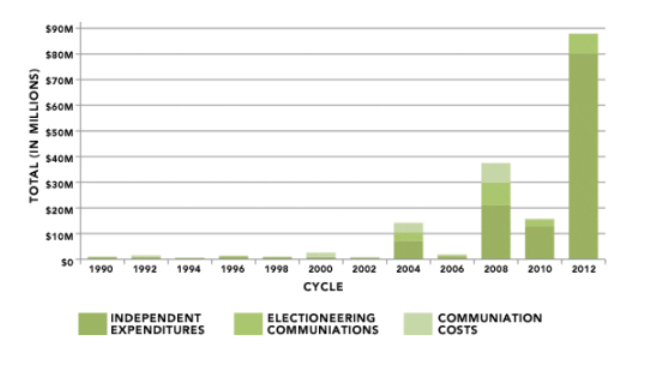 $90M
$80M
$70M
$60M
$50M
$40M
$30M
$20M
$10M
$0
TOTAL (IN MILLIONS)
1990 1992 1994 1996 1998 2000 2002 2004 2006 2008 2010 2012
CYCLE
INDEPENDENT
EXPENDITURES
ELECTIONEERING
COMMUNIATIONS
COMMUNIATION
COSTS